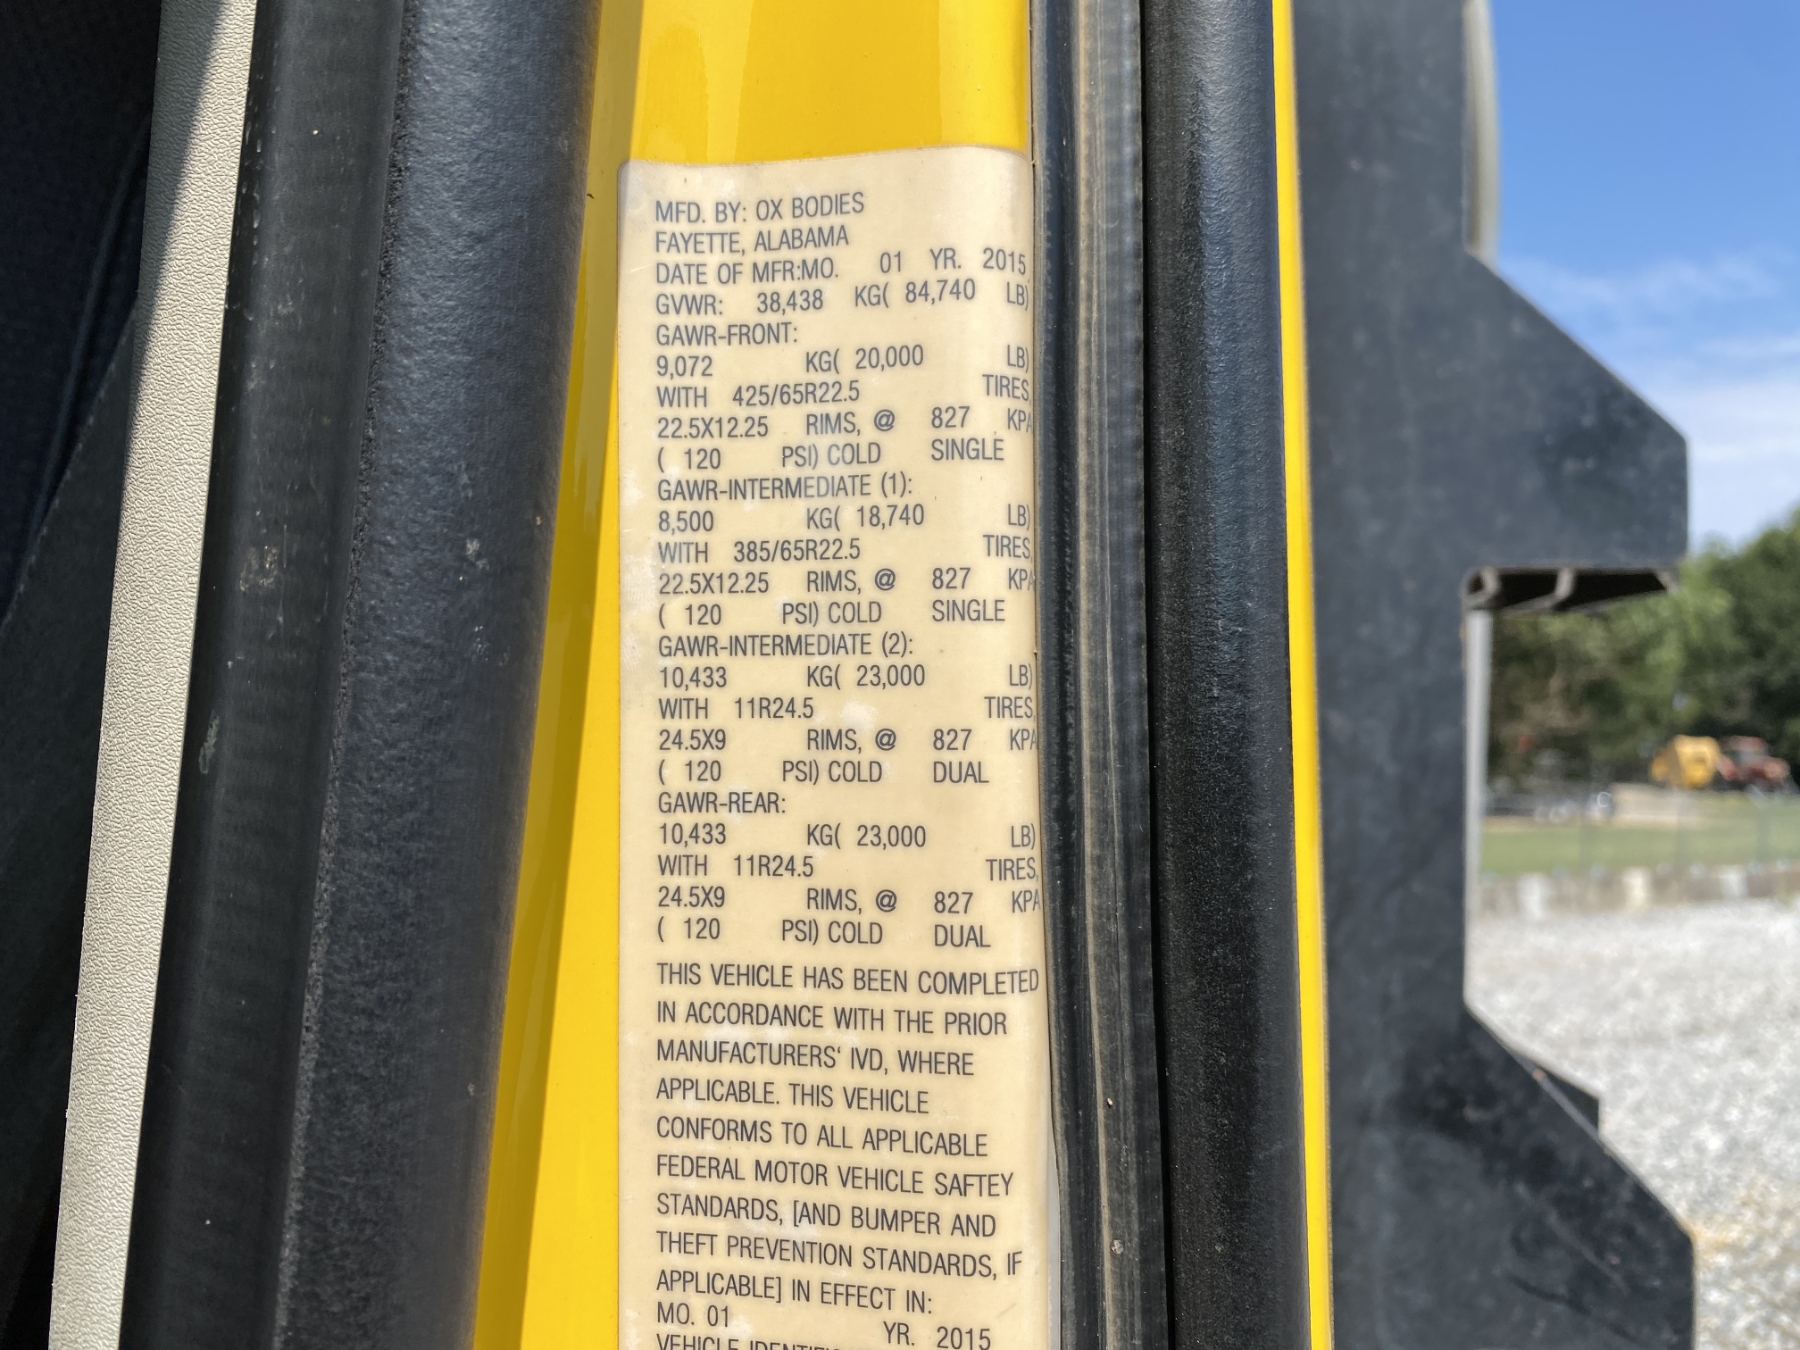 MFD. BY: OX BODIES
FAYETTE, ALABAMA
DATE OF MFR:MO. 01 YR. 2015
GVWR: 38,438 KG( 84,740 LB)
GAWR-FRONT:
9,072 KG( 20,000 LB)
WITH 425/65R22.5 TIRES,
22.5X12.25 RIMS, @ 827 KPA
( 120 PSI) COLD SINGLE
GAWR-INTERMEDIATE (1):
8,500 KG( 18,740 LB)
WITH 385/65R22.5 TIRES,
22.5X12.25 RIMS, @ 827 KPA
( 120 PSI) COLD SINGLE
GAWR-INTERMEDIATE (2):
10,433 KG( 23,000 LB)
WITH 11R24.5 TIRES,
24.5X9 RIMS, @ 827 KPA
( 120 PSI) COLD DUAL
GAWR-REAR:
10,433 KG( 23,000 LB)
WITH 11R24.5 TIRES,
24.5X9 RIMS, @ 827 KPA
( 120 PSI) COLD DUAL
THIS VEHICLE HAS BEEN COMPLETED
IN ACCORDANCE WITH THE PRIOR
MANUFACTURERS' IVD, WHERE
APPLICABLE. THIS VEHICLE
CONFORMS TO ALL APPLICABLE
FEDERAL MOTOR VEHICLE SAFTEY
STANDARDS, [AND BUMPER AND
THEFT PREVENTION STANDARDS, IF
APPLICABLE] IN EFFECT IN:
MO. 01 YR. 2015
VEHICLE